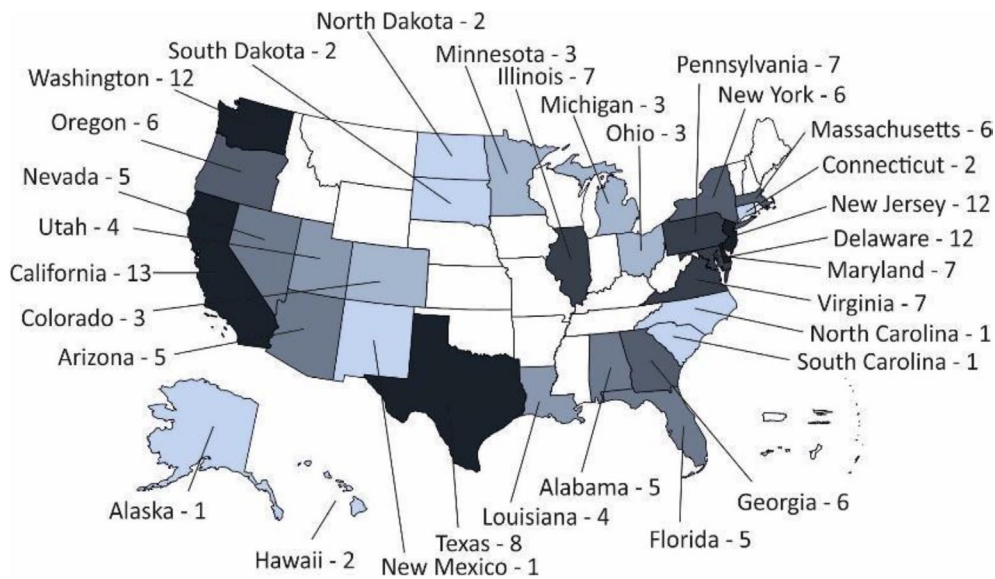 North Dakota - 2
South Dakota - 2
Minnesota - 3
Washington - 12
Illinois - 7
Pennsylvania - 7
Michigan - 3
New York - 6
Oregon - 6
Ohio - 3
Massachusetts - 6
Connecticut - 2
Nevada - 5
New Jersey - 12
Utah - 4
Delaware - 12
California - 13
Maryland - 7
Virginia - 7
Colorado - 3
North Carolina - 1
Arizona - 5
South Carolina - 1
Alaska - 1
Alabama - 5
Georgia - 6
Louisiana - 4
Florida - 5
Texas - 8
Hawaii - 2
New Mexico - 1